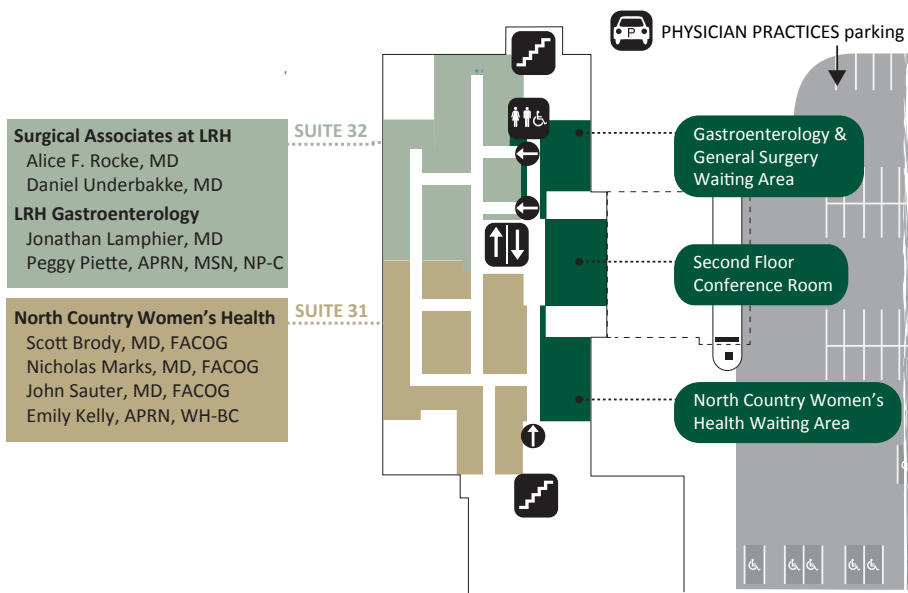 P
PHYSICIAN PRACTICES parking
Surgical Associates at LRH
Alice F. Rocke, MD
Daniel Underbakke, MD
LRH Gastroenterology
Jonathan Lamphier, MD
Peggy Piette, APRN, MSN, NP-C
SUITE 32
North Country Women's Health
Scott Brody, MD, FACOG
Nicholas Marks, MD, FACOG
John Sauter, MD, FACOG
Emily Kelly, APRN, WH-BC
SUITE 31
Gastroenterology &
General Surgery
Waiting Area
Second Floor
Conference Room
North Country Women's
Health Waiting Area